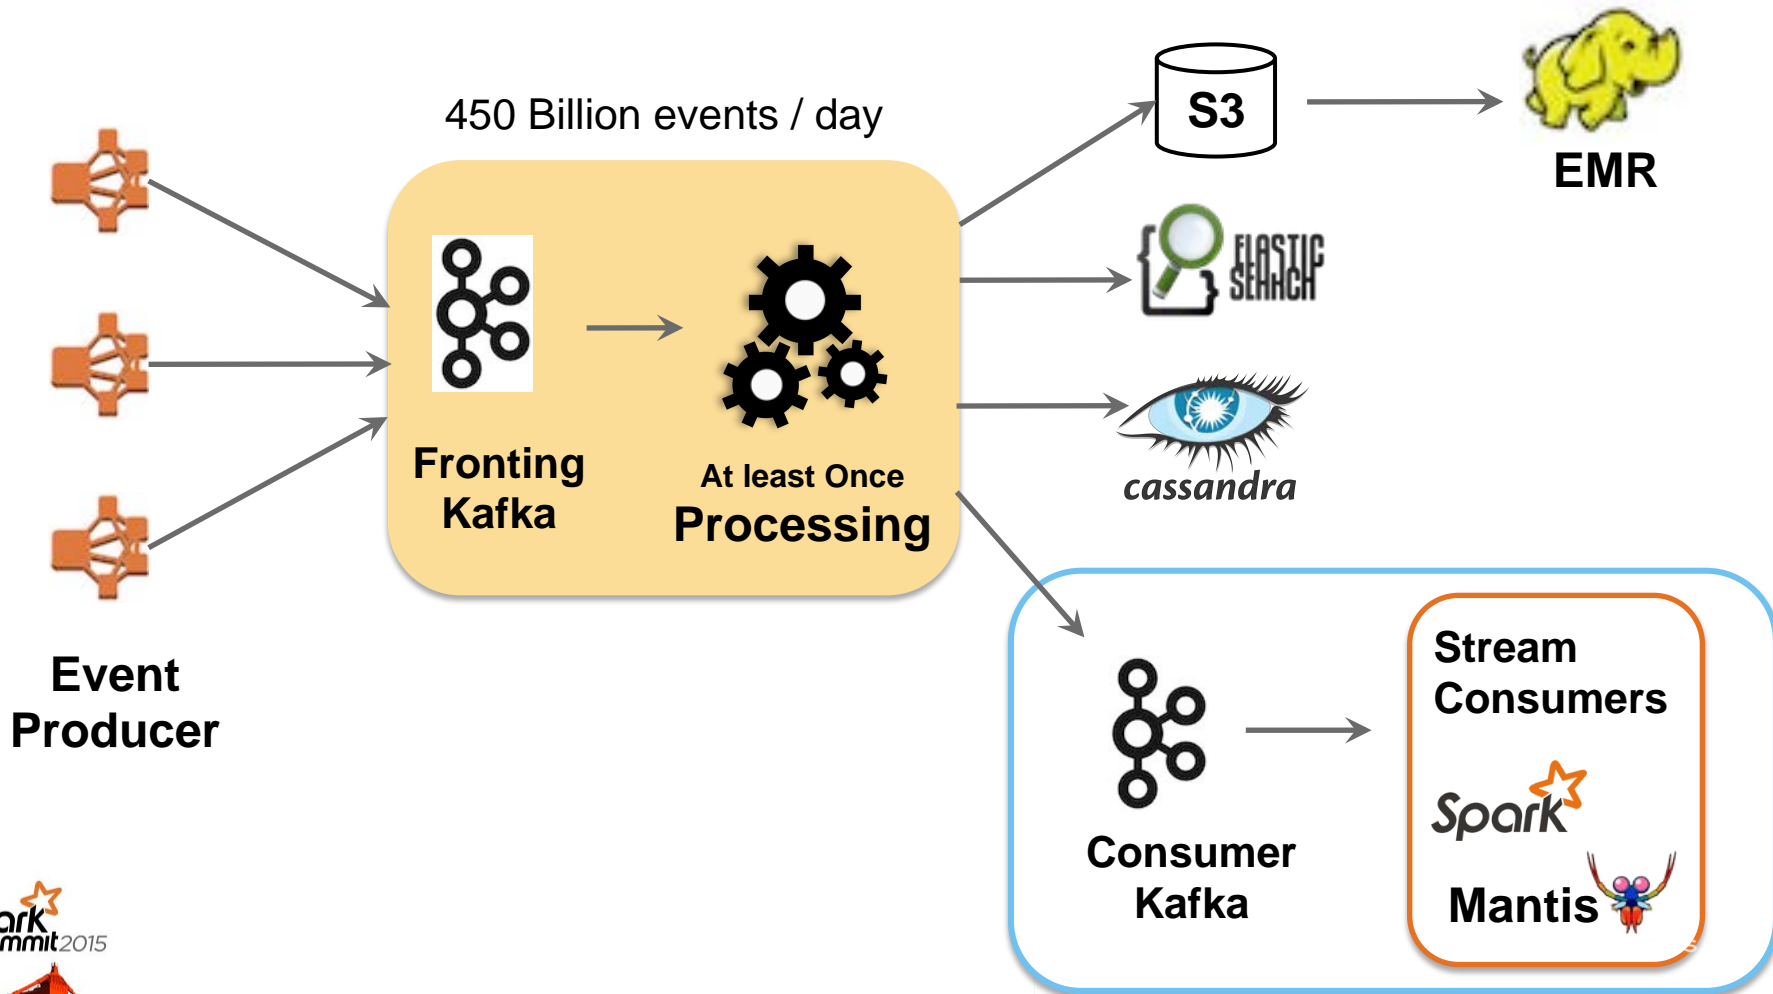 450 Billion events / day
S3
EMR
ELASTIC
SEARCH
Fronting
Kafka
At least Once
Processing
cassandra
Event
Producer
Stream
Consumers
Spark
Mantis
Consumer
Kafka
ark
mmit2015